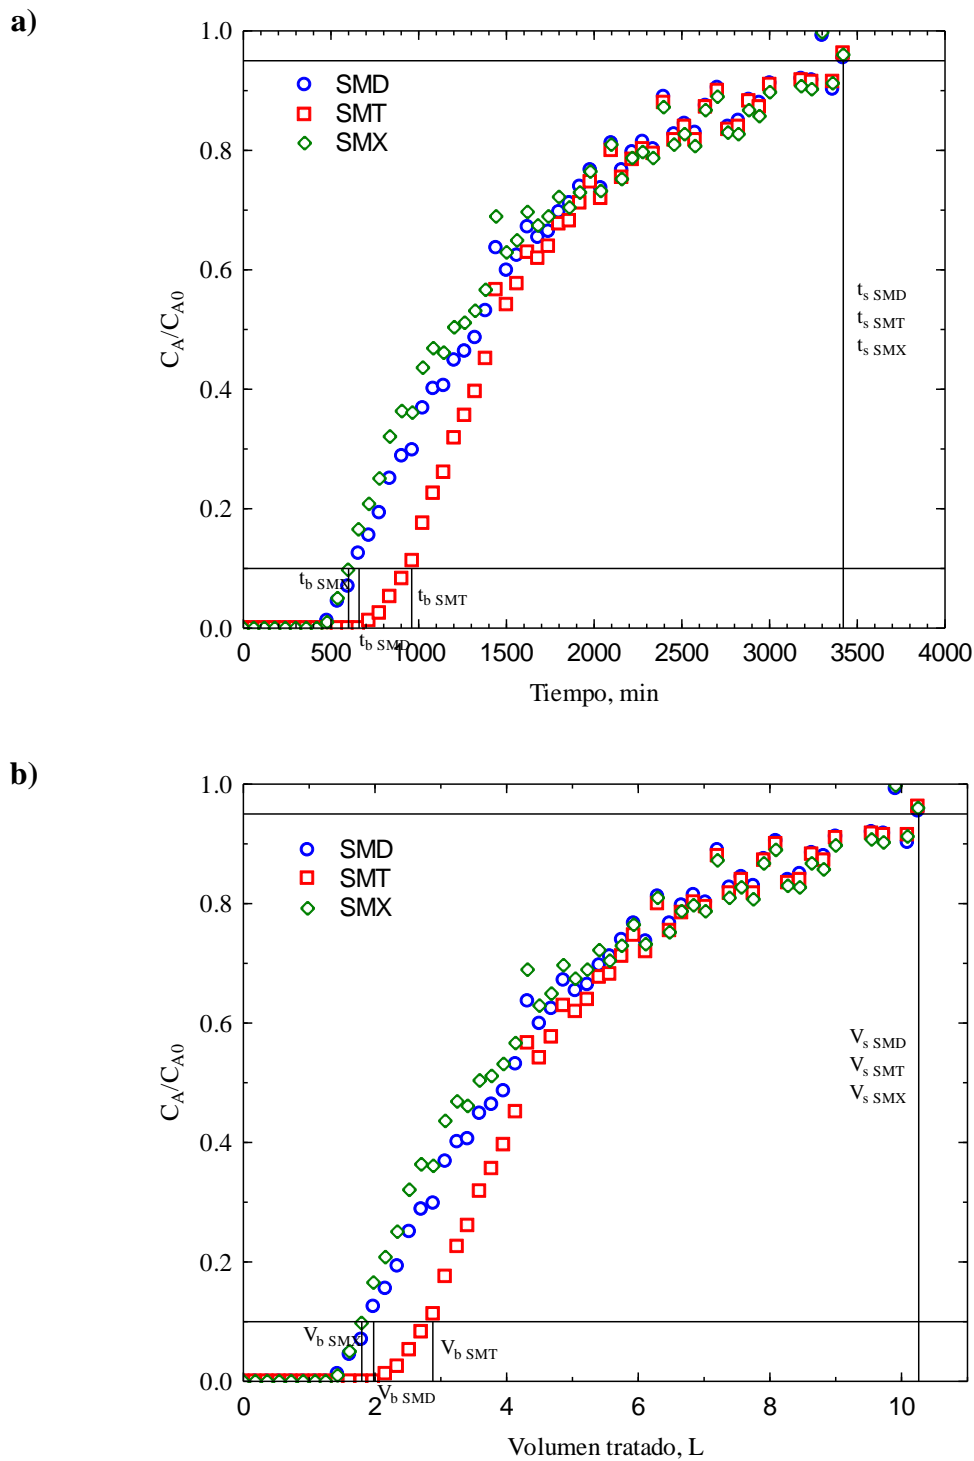 a)
1.0
0.8
0.6
0.4
0.2
0.0
C_A/C_A0
SMD
SMT
SMX
t_s SMD
t_s SMT
t_s SMX
t_b SMX
t_b SMT
t_b SMD
0 500 1000 1500 2000 2500 3000 3500 4000
Tiempo, min
b)
1.0
0.8
0.6
0.4
0.2
0.0
C_A/C_A0
SMD
SMT
SMX
V_s SMD
V_s SMT
V_s SMX
V_b SMX
V_b SMT
V_b SMD
0 2 4 6 8 10
Volumen tratado, L